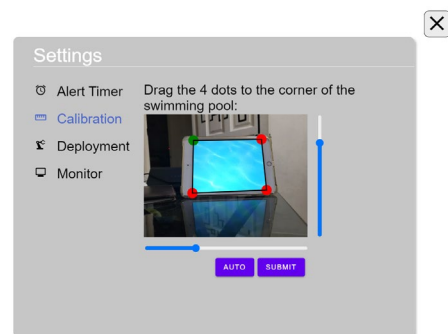 Settings
Alert Timer
Calibration
Deployment
Monitor
Drag the 4 dots to the corner of the
swimming pool:
AUTO
SUBMIT